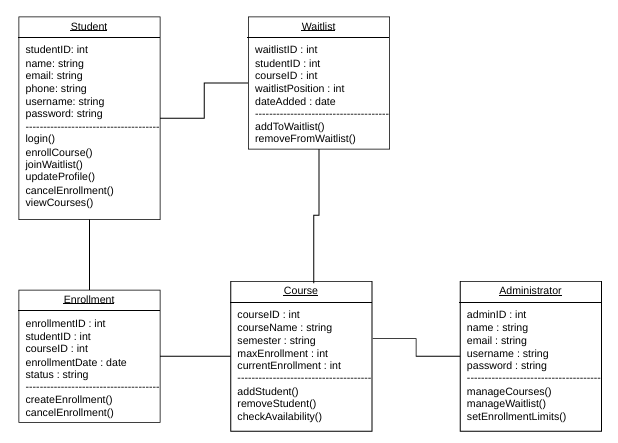 Student
studentID: int
name: string
email: string
phone: string
username: string
password: string
login()
enrollCourse()
joinWaitlist()
updateProfile()
cancelEnrollment()
viewCourses()
Waitlist
waitlistID : int
studentID : int
courseID : int
waitlistPosition : int
dateAdded : date
addToWaitlist()
removeFromWaitlist()
Enrollment
enrollmentID : int
studentID : int
courseID : int
enrollmentDate : date
status : string
createEnrollment()
cancelEnrollment()
Course
courseID : int
courseName : string
semester : string
maxEnrollment : int
currentEnrollment : int
addStudent()
removeStudent()
checkAvailability()
Administrator
adminID : int
name : string
email : string
username : string
password : string
manageCourses()
manageWaitlist()
setEnrollmentLimits()